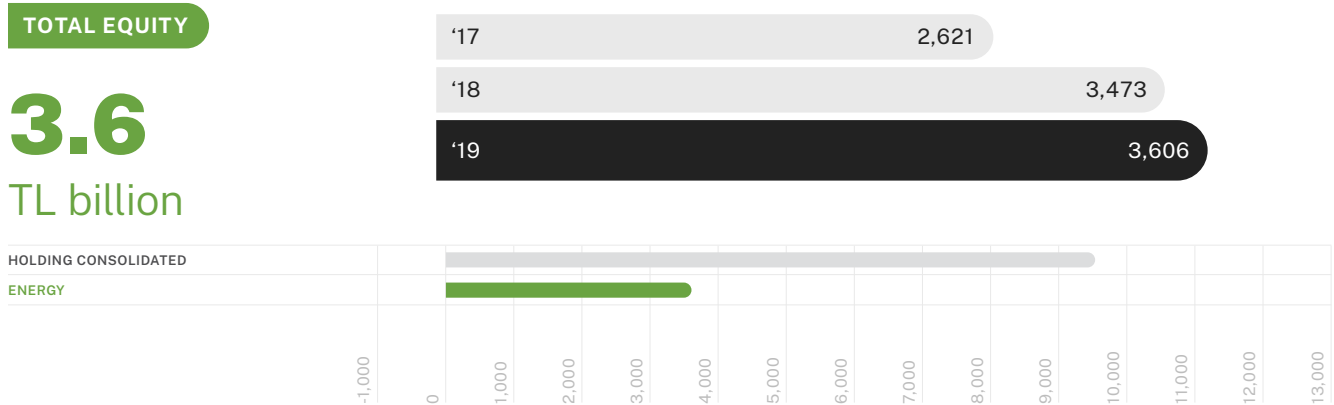 TOTAL EQUITY
3.6
TL billion
‘17 2,621
‘18 3,473
‘19 3,606
HOLDING CONSOLIDATED
ENERGY
-1,000 0 1,000 2,000 3,000 4,000 5,000 6,000 7,000 8,000 9,000 10,000 11,000 12,000 13,000